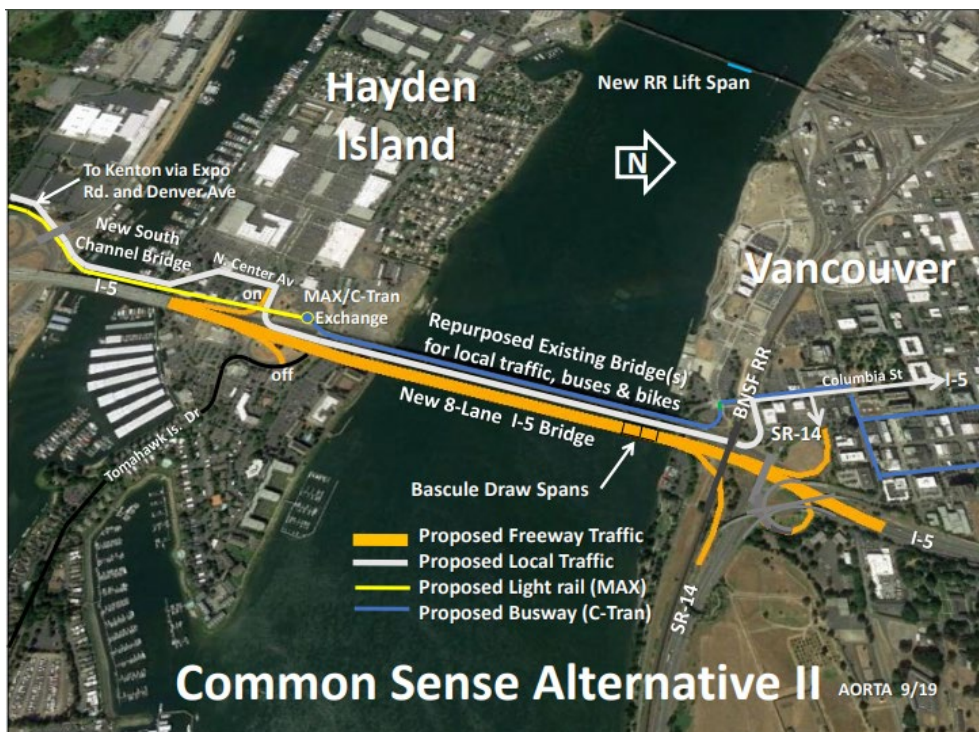 Hayden
Island
New RR Lift Span
N
To Kenton via Expo
Rd. and Denver Ave
New South
Channel Bridge
N. Center Av
I-5
on
MAX/C-Tran
Exchange
off
Tomahawk Is. Dr
Repurposed Existing Bridge(s)
for local traffic, buses & bikes
New 8-Lane I-5 Bridge
Bascule Draw Spans
Vancouver
BNSF RR
Columbia St
I-5
SR-14
I-5
SR-14
Proposed Freeway Traffic
Proposed Local Traffic
Proposed Light rail (MAX)
Proposed Busway (C-Tran)
Common Sense Alternative II AORTA 9/19